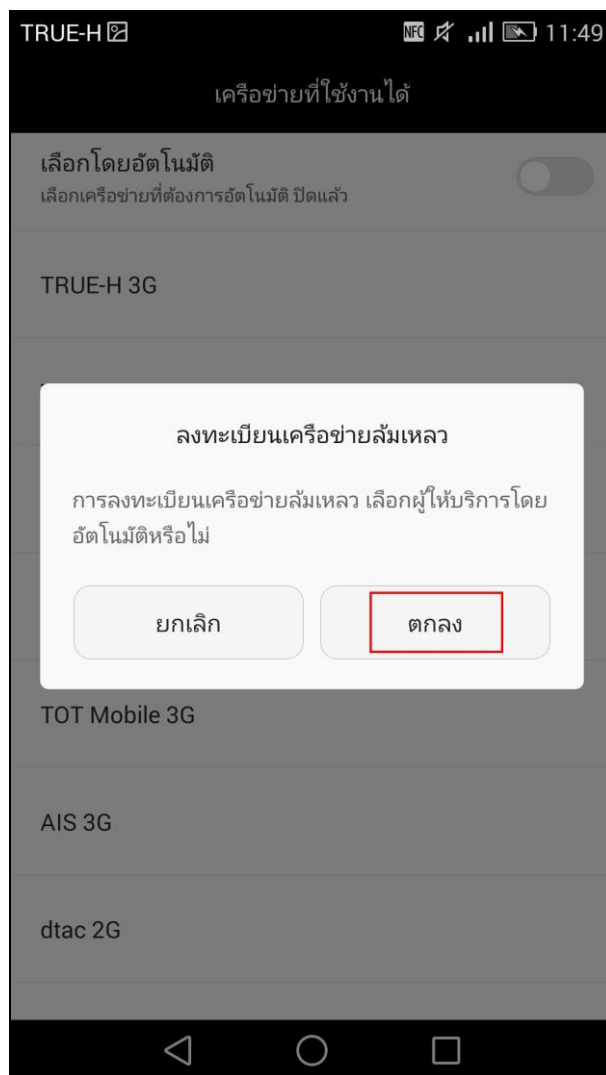 TRUE-H NFC 11:49
เครือข่ายที่ใช้งานได้
เลือกโดยอัตโนมัติ
เลือกเครือข่ายที่ต้องการอัตโนมัติ ปิดแล้ว
TRUE-H 3G
ลงทะเบียนเครือข่ายล้มเหลว
การลงทะเบียนเครือข่ายล้มเหลว เลือกผู้ให้บริการโดย
อัตโนมัติหรือไม่
ยกเลิก ตกลง
TOT Mobile 3G
AIS 3G
dtac 2G